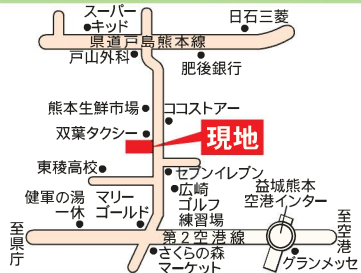 スーパー
キッド
日石三菱
県道戸島熊本線
戸山外科
肥後銀行
熊本生鮮市場
ココストアー
双葉タクシー
現地
東稜高校
セブンイレブン
広崎
ゴルフ
練習場
益城熊本
空港インター
健軍の湯
一休
マリー
ゴールド
至県庁
第2空港線
至空港
さくらの森
マーケット
グランメッセ